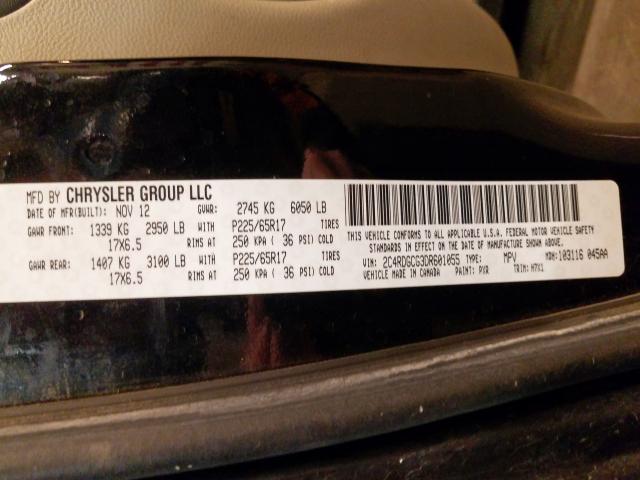 MFD BY CHRYSLER GROUP LLC
DATE OF MFR(BUILT): NOV 12 GVWR: 2745 KG 6050 LB
GAWR FRONT: 1339 KG 2950 LB WITH P225/65R17 TIRES
17X6.5 RIMS AT 250 KPA ( 36 PSI) COLD
GAWR REAR: 1407 KG 3100 LB WITH P225/65R17 TIRES
17X6.5 RIMS AT 250 KPA ( 36 PSI) COLD
THIS VEHICLE CONFORMS TO ALL APPLICABLE U.S.A. FEDERAL MOTOR VEHICLE SAFETY
STANDARDS IN EFFECT ON THE DATE OF MANUFACTURE SHOWN ABOVE
VIN: 2C4RDGCG3DR601055 TYPE: MPV MDH: 103116 045AA
VEHICLE MADE IN CANADA PAINT: PXR TRIM: H7X1